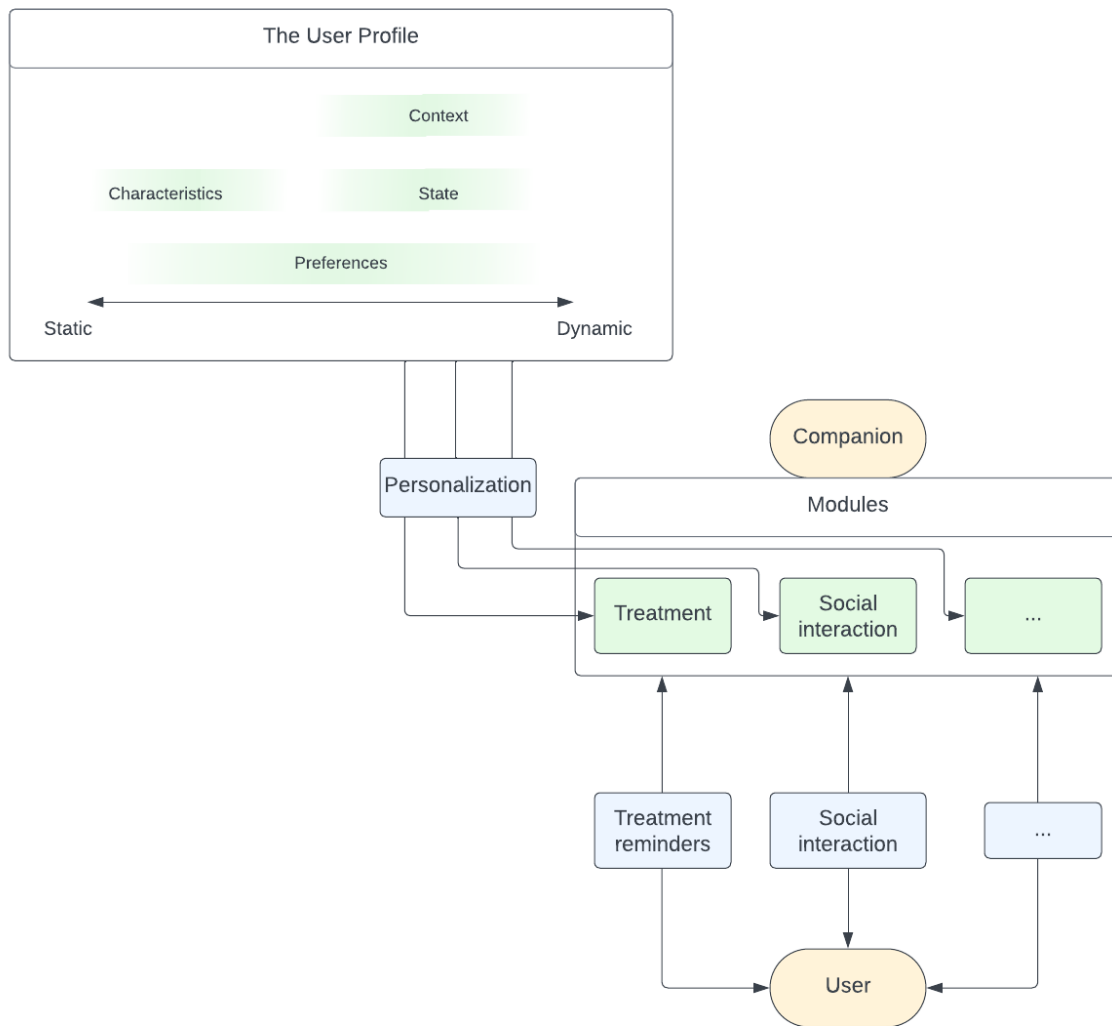 The User Profile
Context
Characteristics
State
Preferences
Static
Dynamic
Companion
Personalization
Modules
Treatment
Social
interaction
...
Treatment
reminders
Social
interaction
...
User